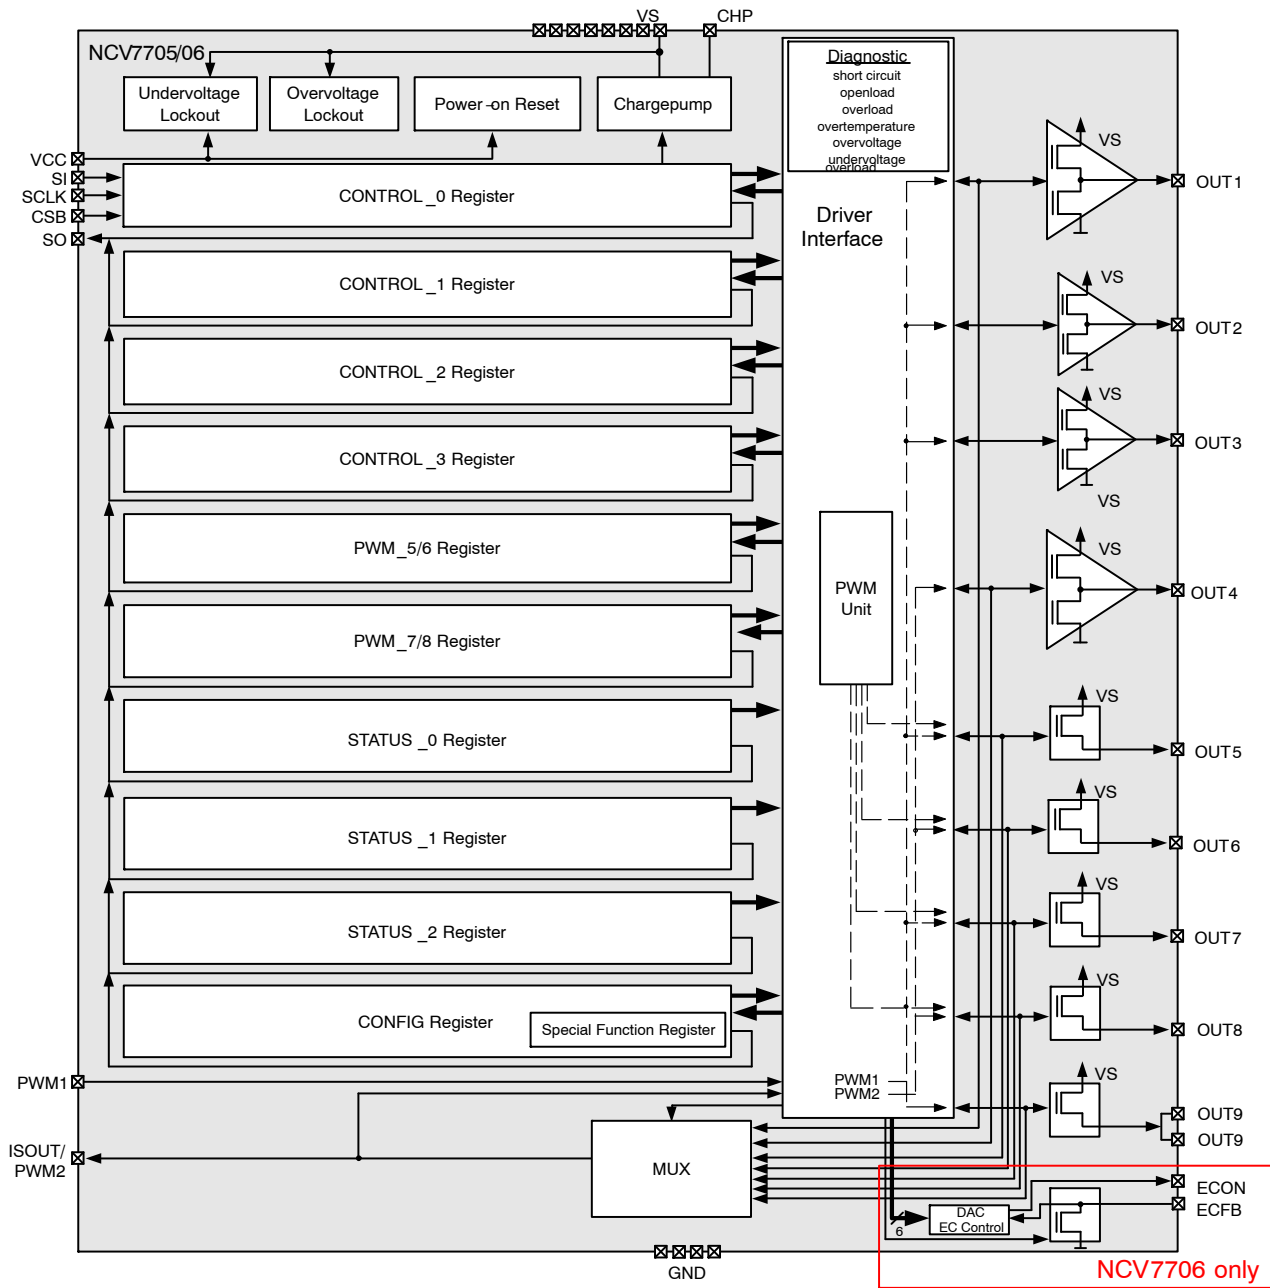 VS
CHP
NCV7705/06
Undervoltage
Lockout
Overvoltage
Lockout
Power-on Reset
Chargepump
Diagnostic
short circuit
openload
overload
overtemperature
overvoltage
undervoltage
overload
VCC
SI
SCLK
CSB
SO
CONTROL_0 Register
Driver
Interface
VS
OUT1
CONTROL_1 Register
VS
OUT2
CONTROL_2 Register
VS
OUT3
VS
CONTROL_3 Register
PWM_5/6 Register
PWM
Unit
VS
OUT4
PWM_7/8 Register
STATUS_0 Register
VS
OUT5
STATUS_1 Register
VS
OUT6
STATUS_2 Register
VS
OUT7
CONFIG Register
Special Function Register
VS
OUT8
PWM1
PWM1
PWM2
VS
OUT9
OUT9
ISOUT/
PWM2
MUX
6
DAC
EC Control
ECON
ECFB
GND
NCV7706 only